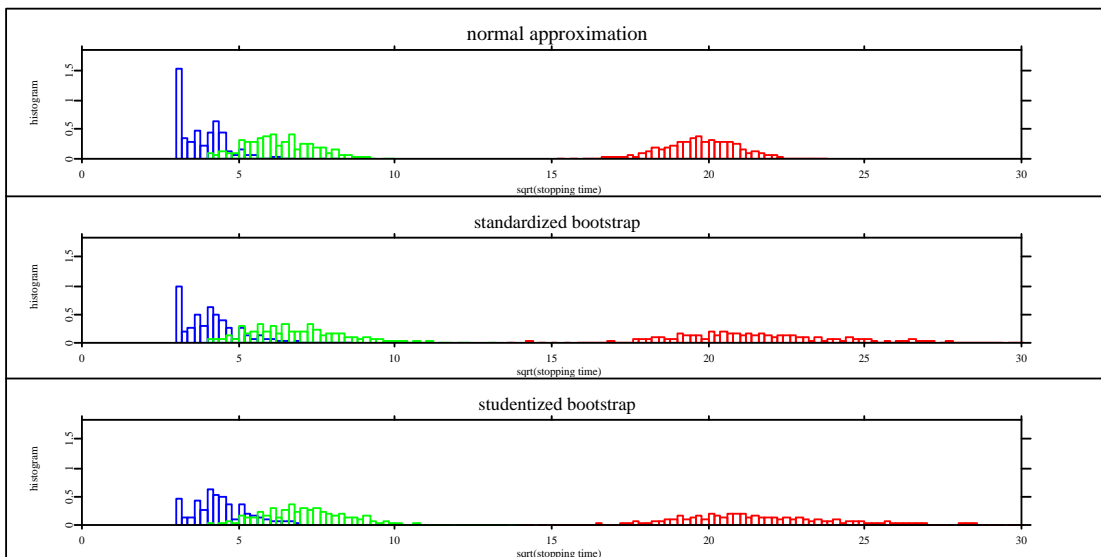 normal approximation
histogram
0 0.5 1 1.5
0 5 10 15 20 25 30
sqrt(stopping time)
standardized bootstrap
histogram
0 0.5 1 1.5
0 5 10 15 20 25 30
sqrt(stopping time)
studentized bootstrap
histogram
0 0.5 1 1.5
0 5 10 15 20 25 30
sqrt(stopping time)